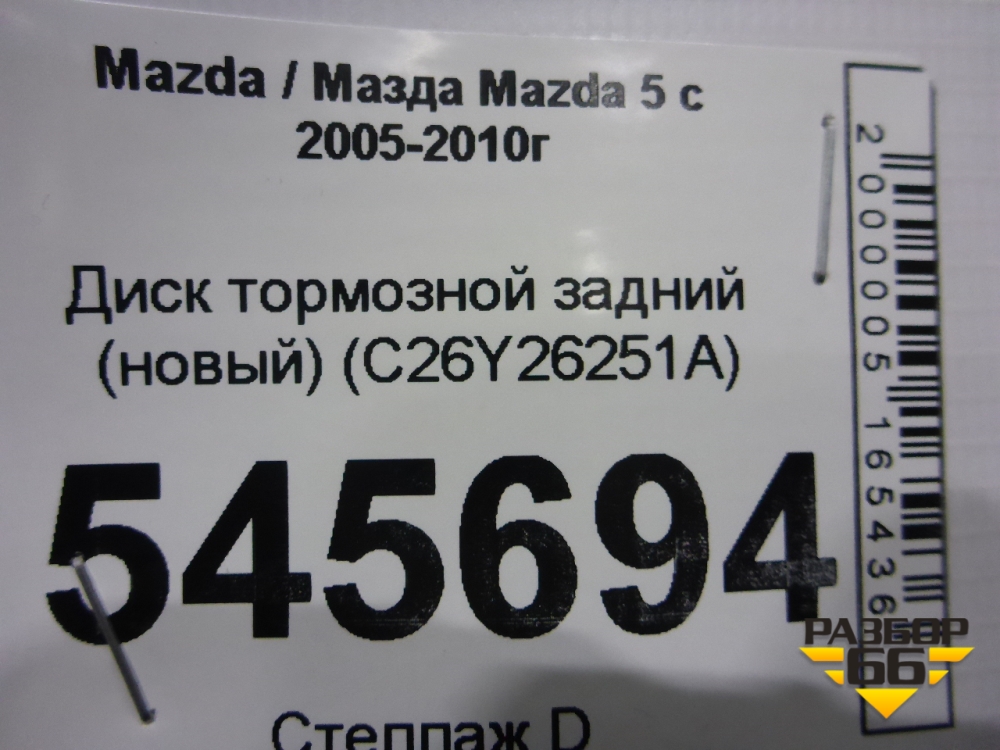 Mazda / Мазда Mazda 5 с
2005-2010г
Диск тормозной задний
(новый) (C26Y26251A)
545694
Стеллаж D
2000005165436
РАЗБОР
66